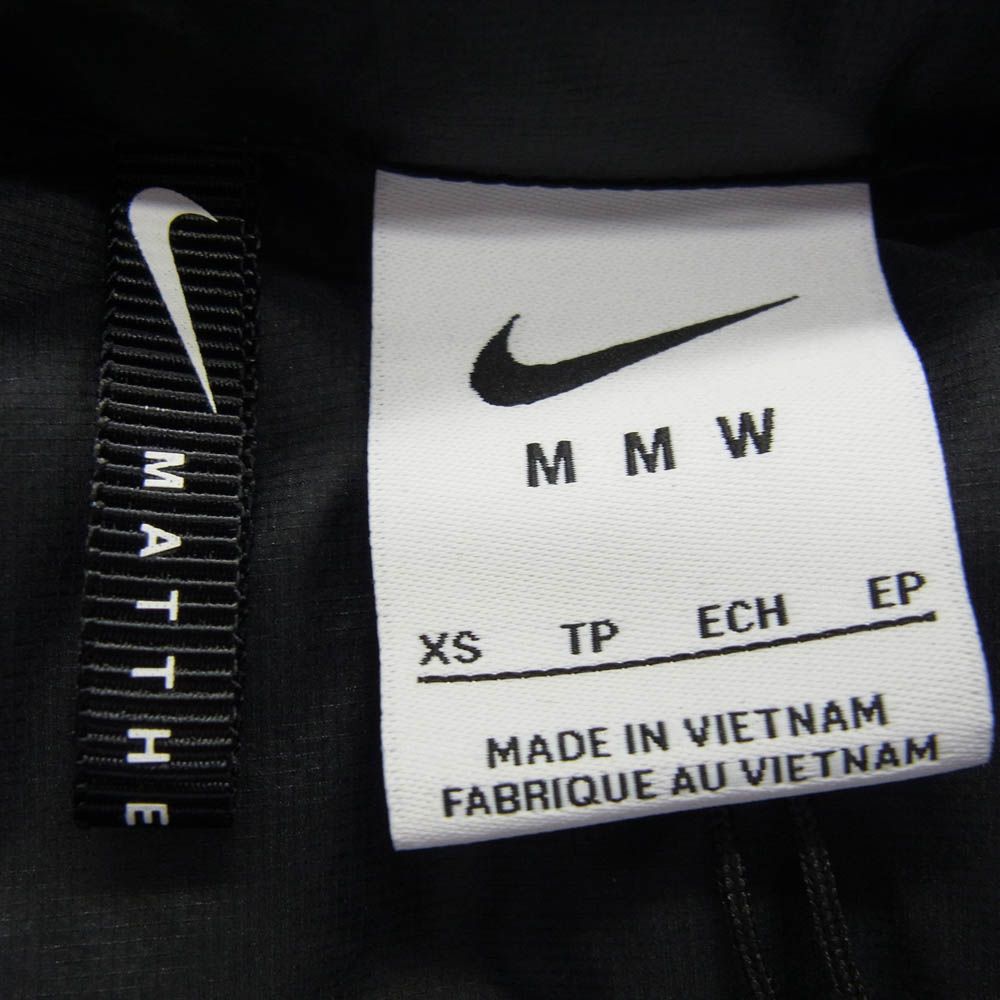 MATTHE
M M W
XS TP ECH EP
MADE IN VIETNAM
FABRIQUE AU VIETNAM